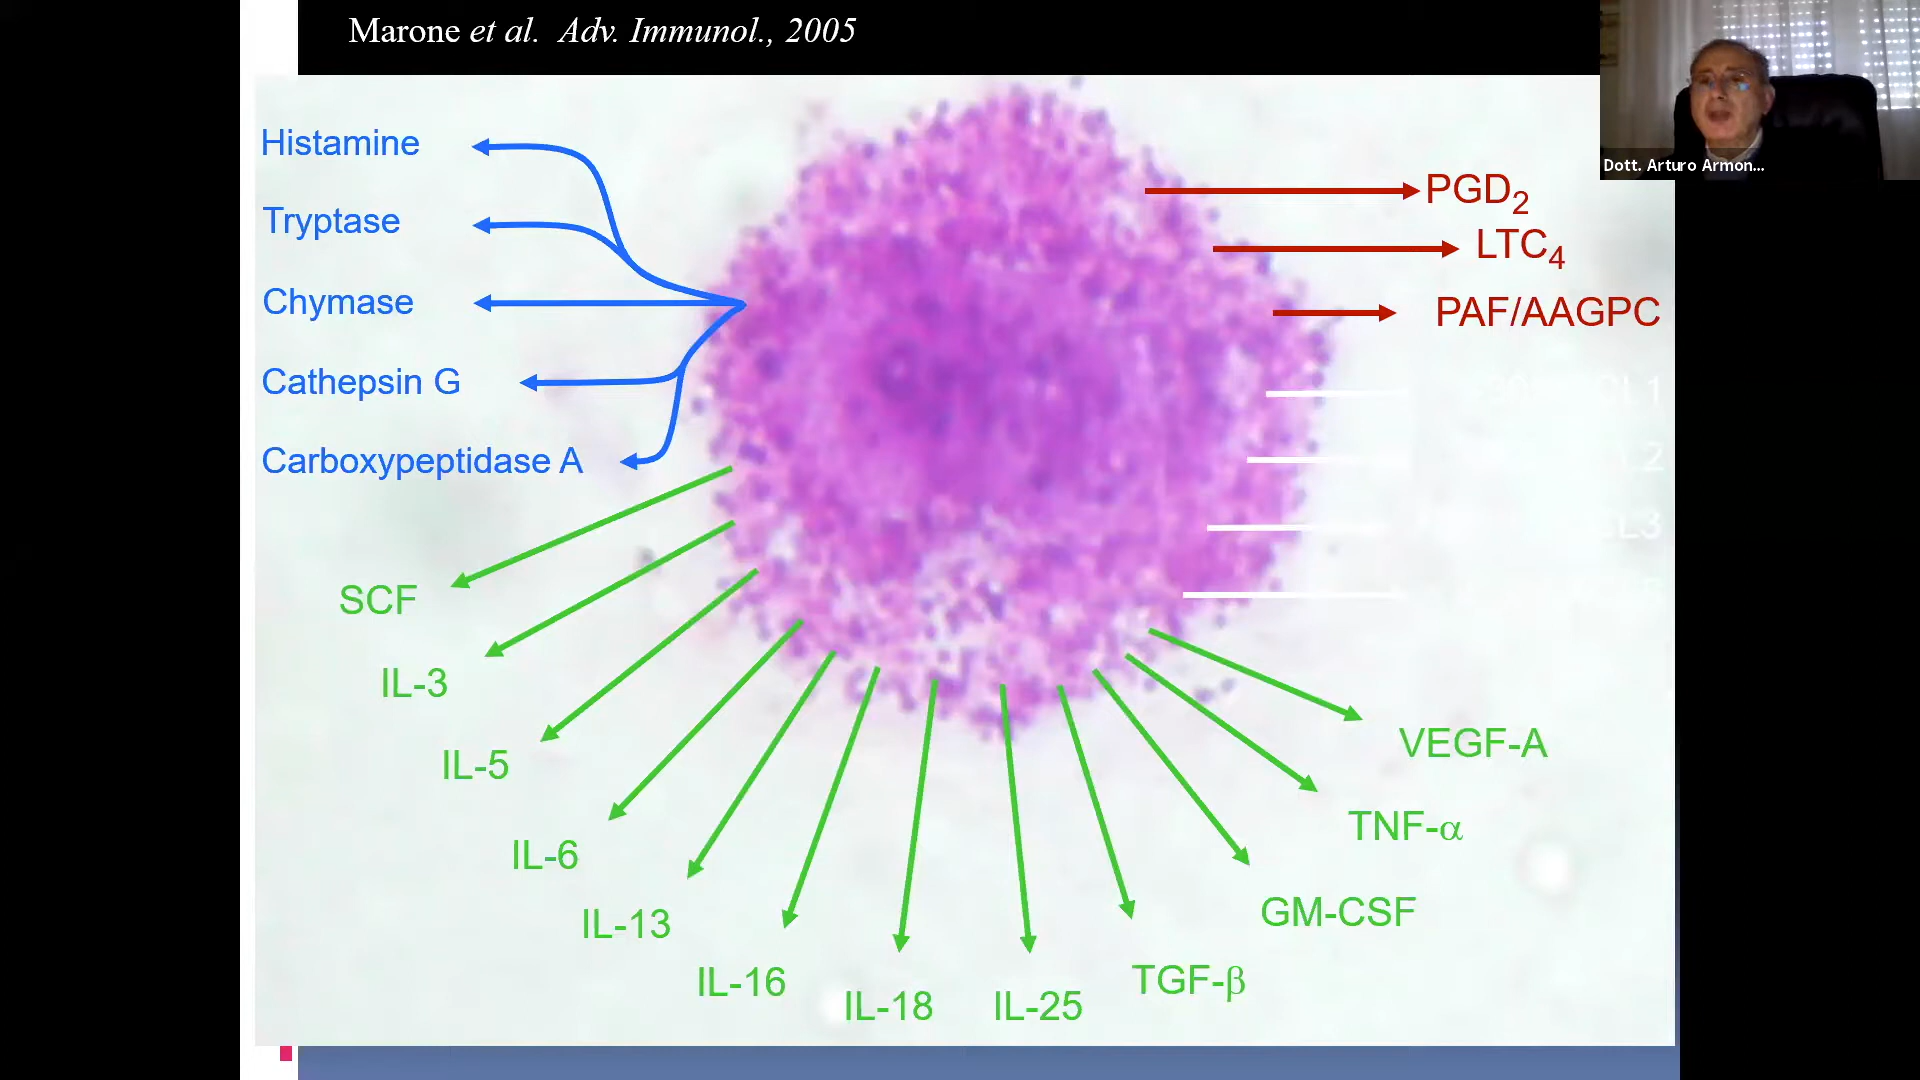 Marone et al. Adv. Immunol., 2005
Dott. Arturo Armon...
Histamine
Tryptase
Chymase
Cathepsin G
Carboxypeptidase A
PGD2
LTC4
PAF/AAGPC
SCF
IL-3
IL-5
IL-6
IL-13
IL-16
IL-18
IL-25
TGF-β
GM-CSF
TNF-α
VEGF-A